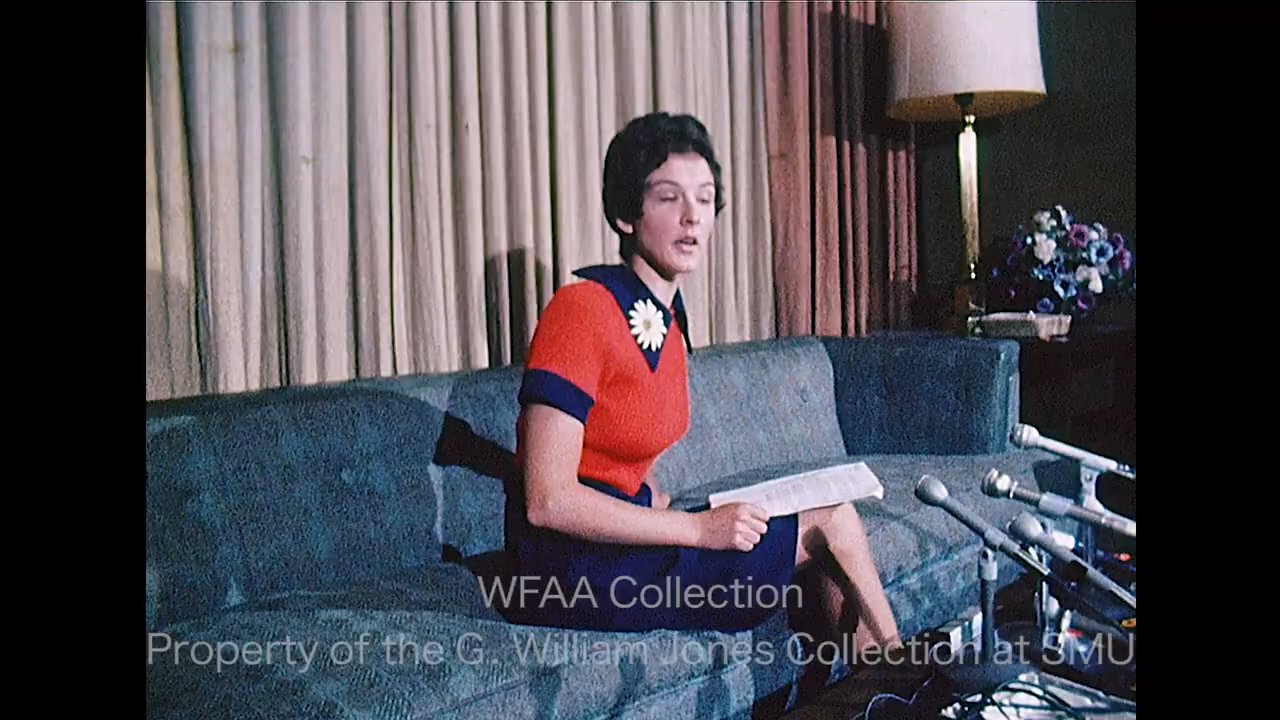 WFAA Collection
Property of the G. William Jones Collection at SMU